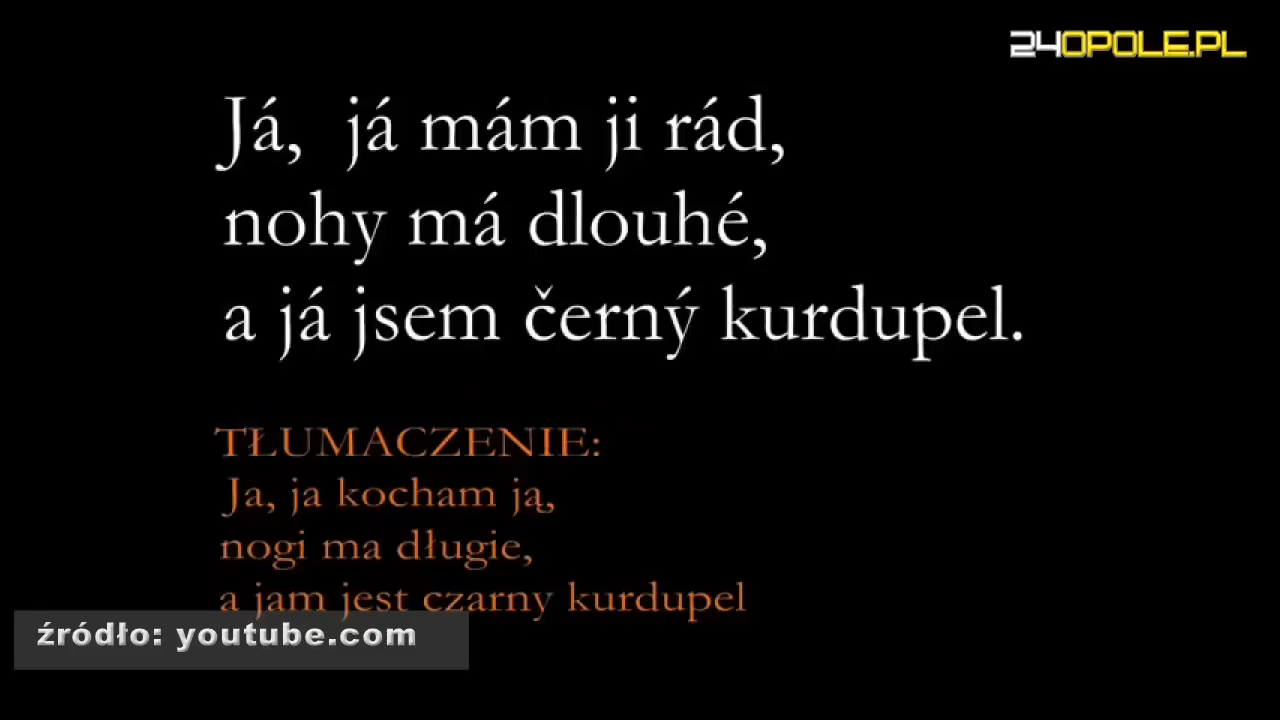 24OPOLE.PL
Já, já mám ji rád,
nohy má dlouhé,
a já jsem černý kurdupel.
TŁUMACZENIE:
Ja, ja kocham ją,
nogi ma długie,
a jam jest czarny kurdupel
źródło: youtube.com